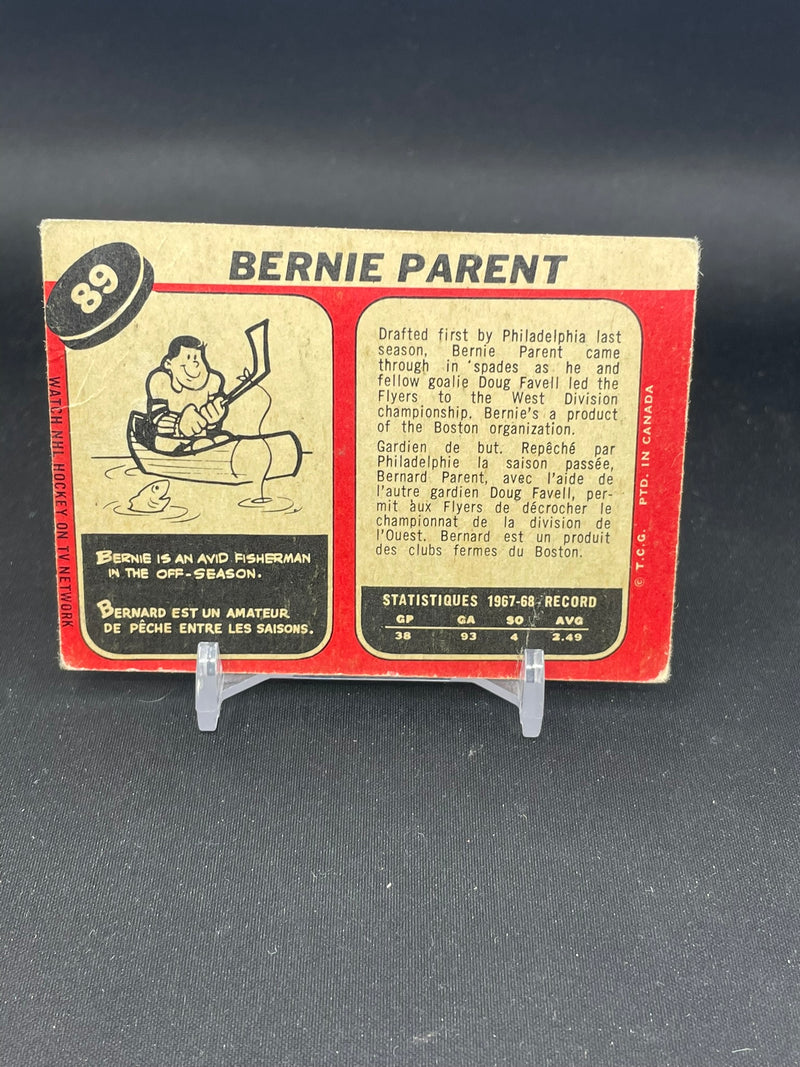 89
BERNIE PARENT
BERNIE IS AN AVID FISHERMAN
IN THE OFF-SEASON.
BERNARD EST UN AMATEUR
DE PÊCHE ENTRE LES SAISONS.
Drafted first by Philadelphia last
season, Bernie Parent came
through in spades as he and
fellow goalie Doug Favell led the
Flyers to the West Division
championship. Bernie's a product
of the Boston organization.
Gardien de but. Repêché par
Philadelphie la saison passée,
Bernard Parent, avec l'aide de
l'autre gardien Doug Favell, per-
mit aux Flyers de décrocher le
championnat de la division de
l'Ouest. Bernard est un produit
des clubs fermes du Boston.
STATISTIQUES 1967-68 RECORD
GP GA SO AVG
38 93 4 2.49
WATCH NHL HOCKEY ON TV NETWORK
© T.C.G. PTD. IN CANADA